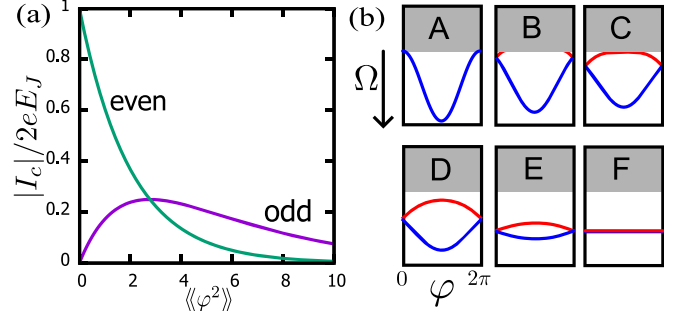 (a)
1
0.8
0.6
0.4
0.2
0
|I_c|/2eE_J
even
odd
0 2 4 6 8 10
⟪φ²⟫
(b)
A B C
Ω
D E F
0 φ 2π